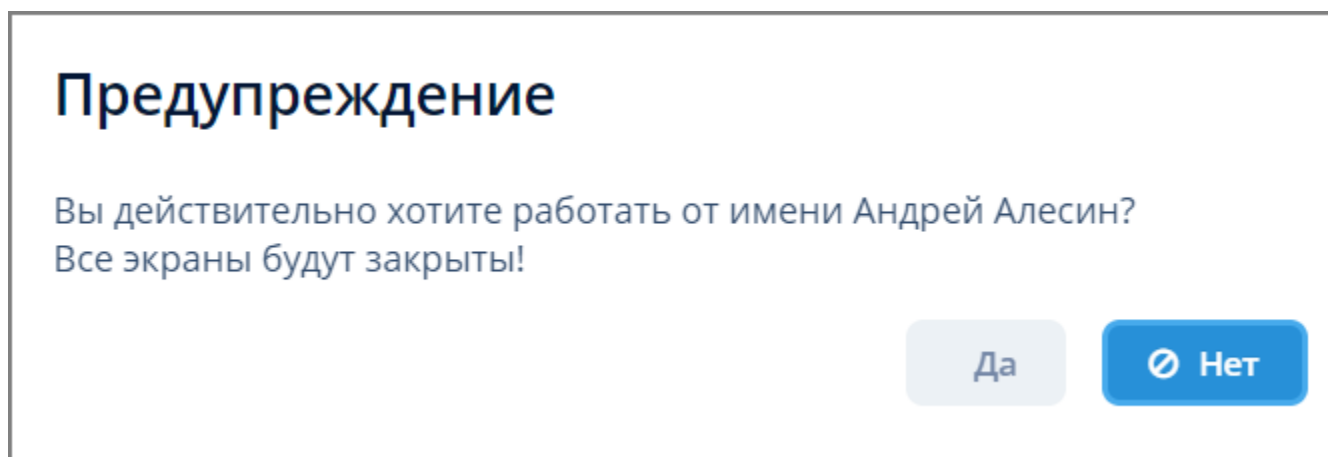 Предупреждение
Вы действительно хотите работать от имени Андрей Алесин?
Все экраны будут закрыты!
Да
Нет